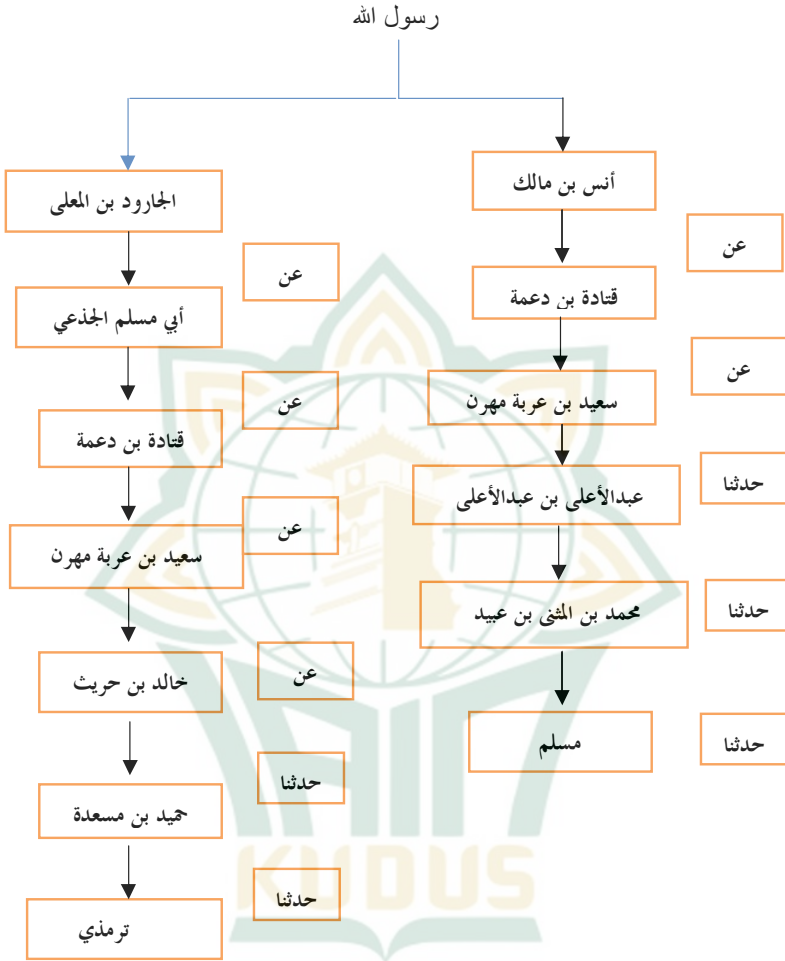 رسول الله
أنس بن مالك
عن
قتادة بن دعمة
عن
سعيد بن عربة مهرن
حدثنا
عبدالأعلى بن عبدالأعلى
حدثنا
محمد بن المثنى بن عبيد
حدثنا
مسلم
الجارود بن المعلى
عن
أبي مسلم الجذعي
عن
قتادة بن دعمة
عن
سعيد بن عربة مهرن
عن
خالد بن حريث
حدثنا
حميد بن مسعدة
حدثنا
ترمذي
KUDUS